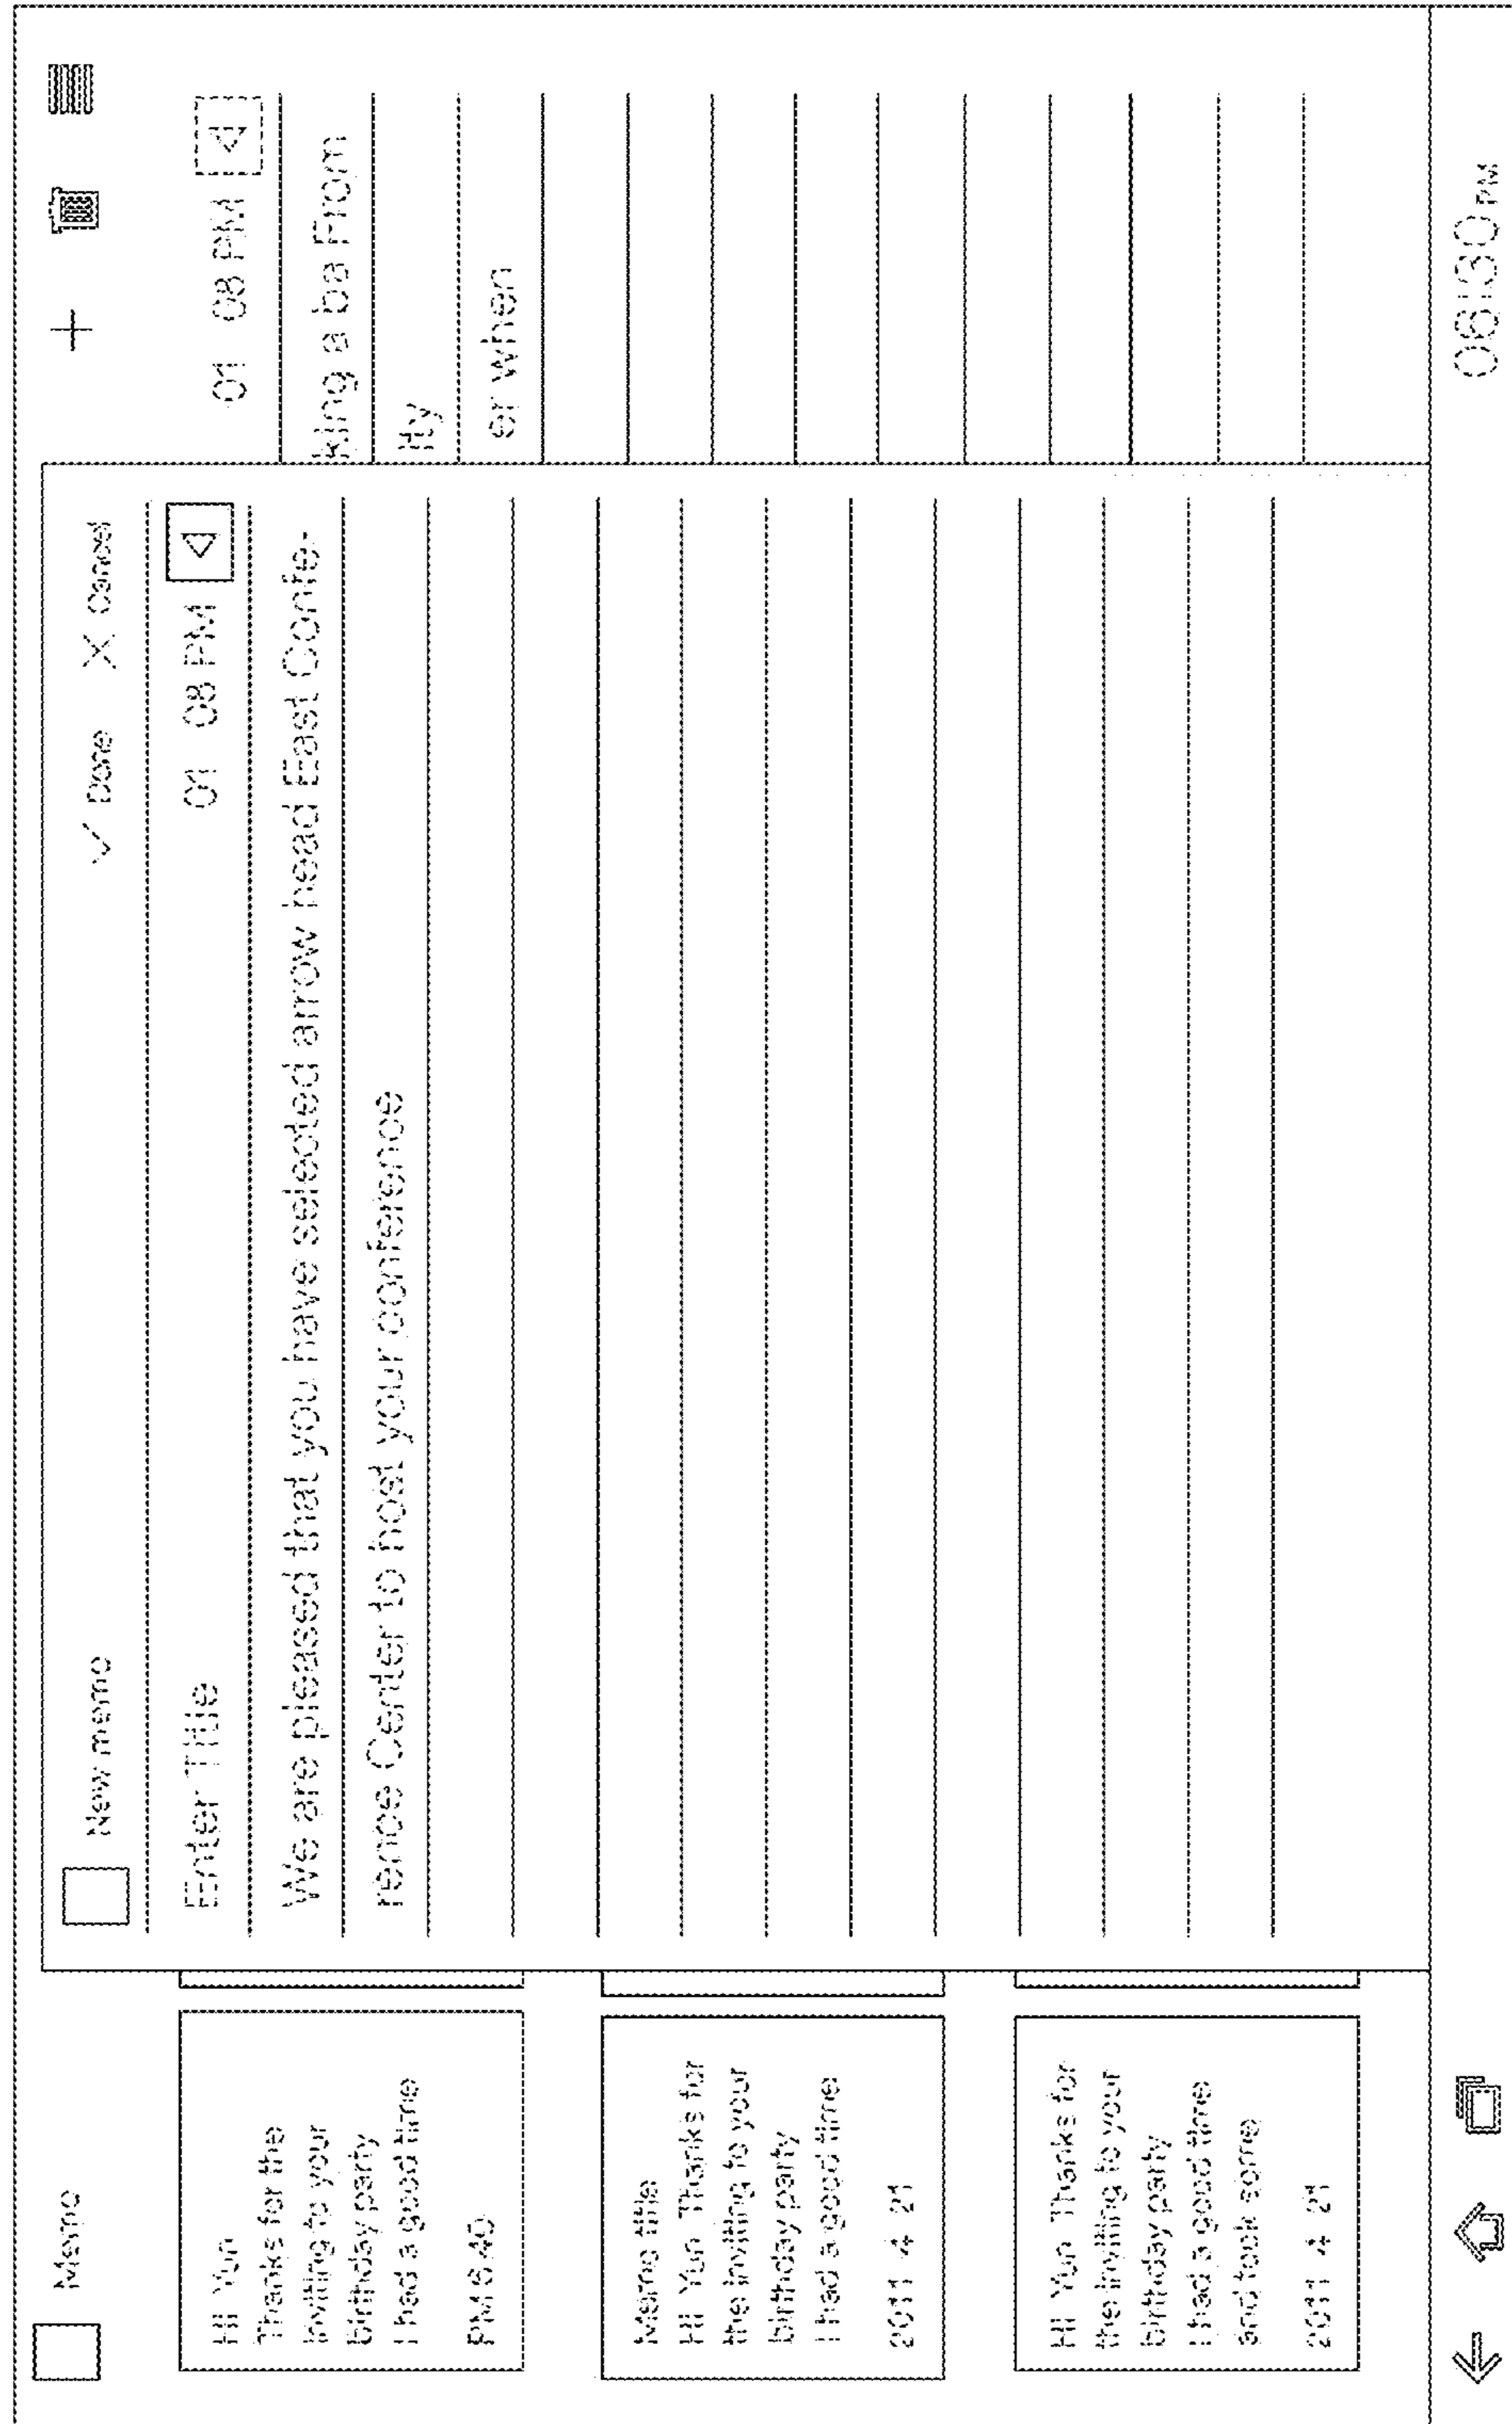 Memo
Hi Yun
Thanks for the
inviting to your
birthday party
I had a good time
PM 6:40
Memo title
Hi Yun Thanks for
the inviting to your
birthday party
I had a good time
2011 4 21
Hi Yun Thanks for
the inviting to your
birthday party
I had a good time
and took some
2011 4 21
New memo
Done
Cancel
Enter Title
01 08 PM
We are pleased that you have selected arrow head East Confe-
rence Center to host your conference
01 08 PM
king a be From
ity
er when
06:30 PM